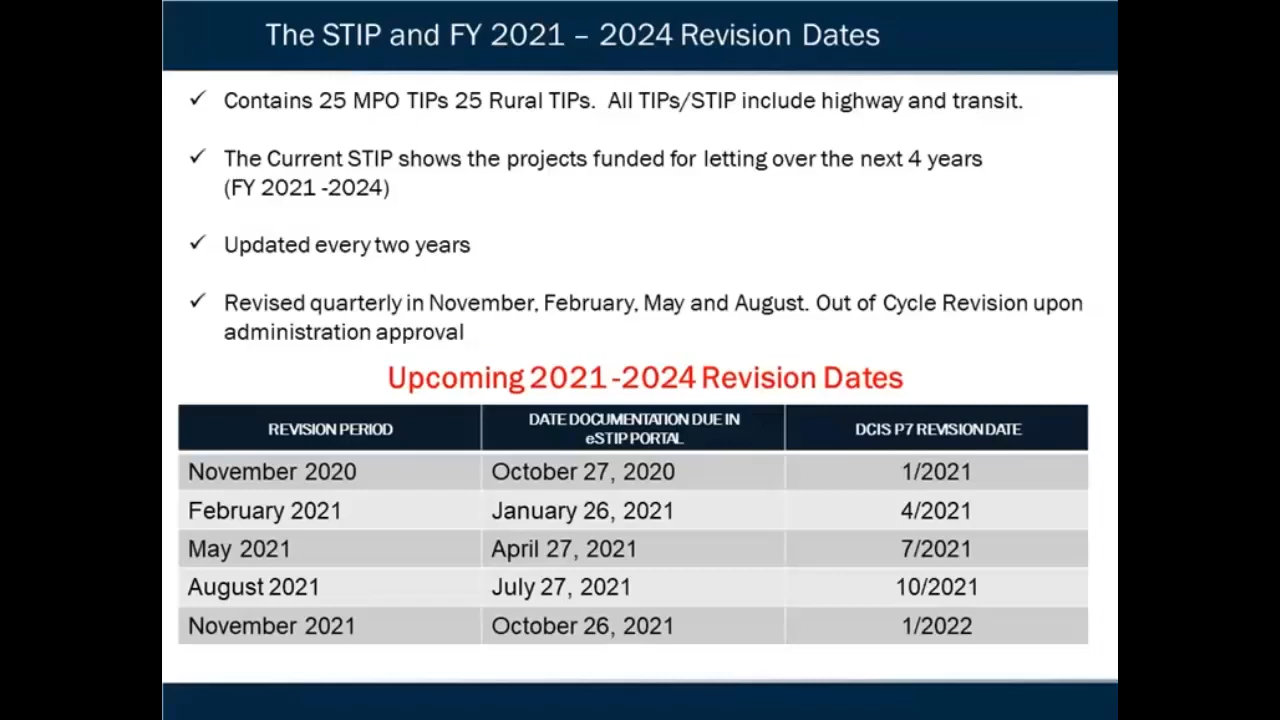 The STIP and FY 2021 – 2024 Revision Dates
✓ Contains 25 MPO TIPs 25 Rural TIPs. All TIPs/STIP include highway and transit.
✓ The Current STIP shows the projects funded for letting over the next 4 years
(FY 2021 -2024)
✓ Updated every two years
✓ Revised quarterly in November, February, May and August. Out of Cycle Revision upon
administration approval
Upcoming 2021 -2024 Revision Dates
REVISION PERIOD DATE DOCUMENTATION DUE IN eSTIP PORTAL DCIS P7 REVISION DATE
November 2020 October 27, 2020 1/2021
February 2021 January 26, 2021 4/2021
May 2021 April 27, 2021 7/2021
August 2021 July 27, 2021 10/2021
November 2021 October 26, 2021 1/2022